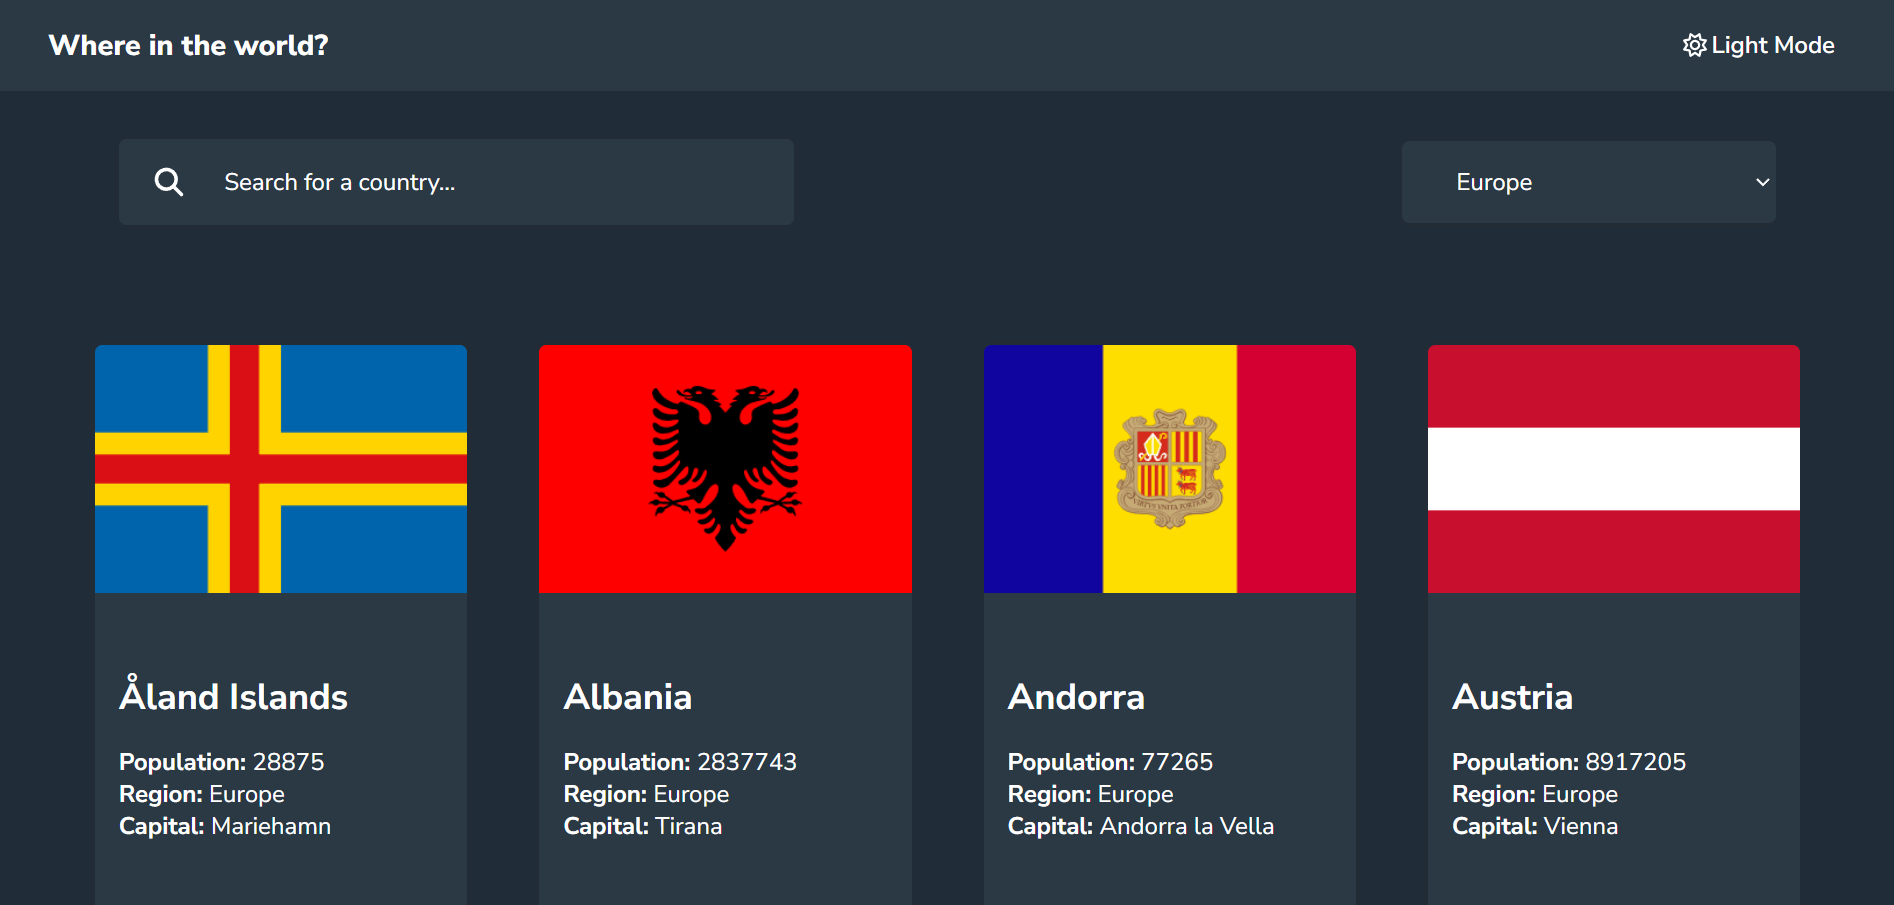 Where in the world?
Light Mode
Search for a country...
Europe
Åland Islands
Population: 28875
Region: Europe
Capital: Mariehamn
Albania
Population: 2837743
Region: Europe
Capital: Tirana
Andorra
Population: 77265
Region: Europe
Capital: Andorra la Vella
Austria
Population: 8917205
Region: Europe
Capital: Vienna